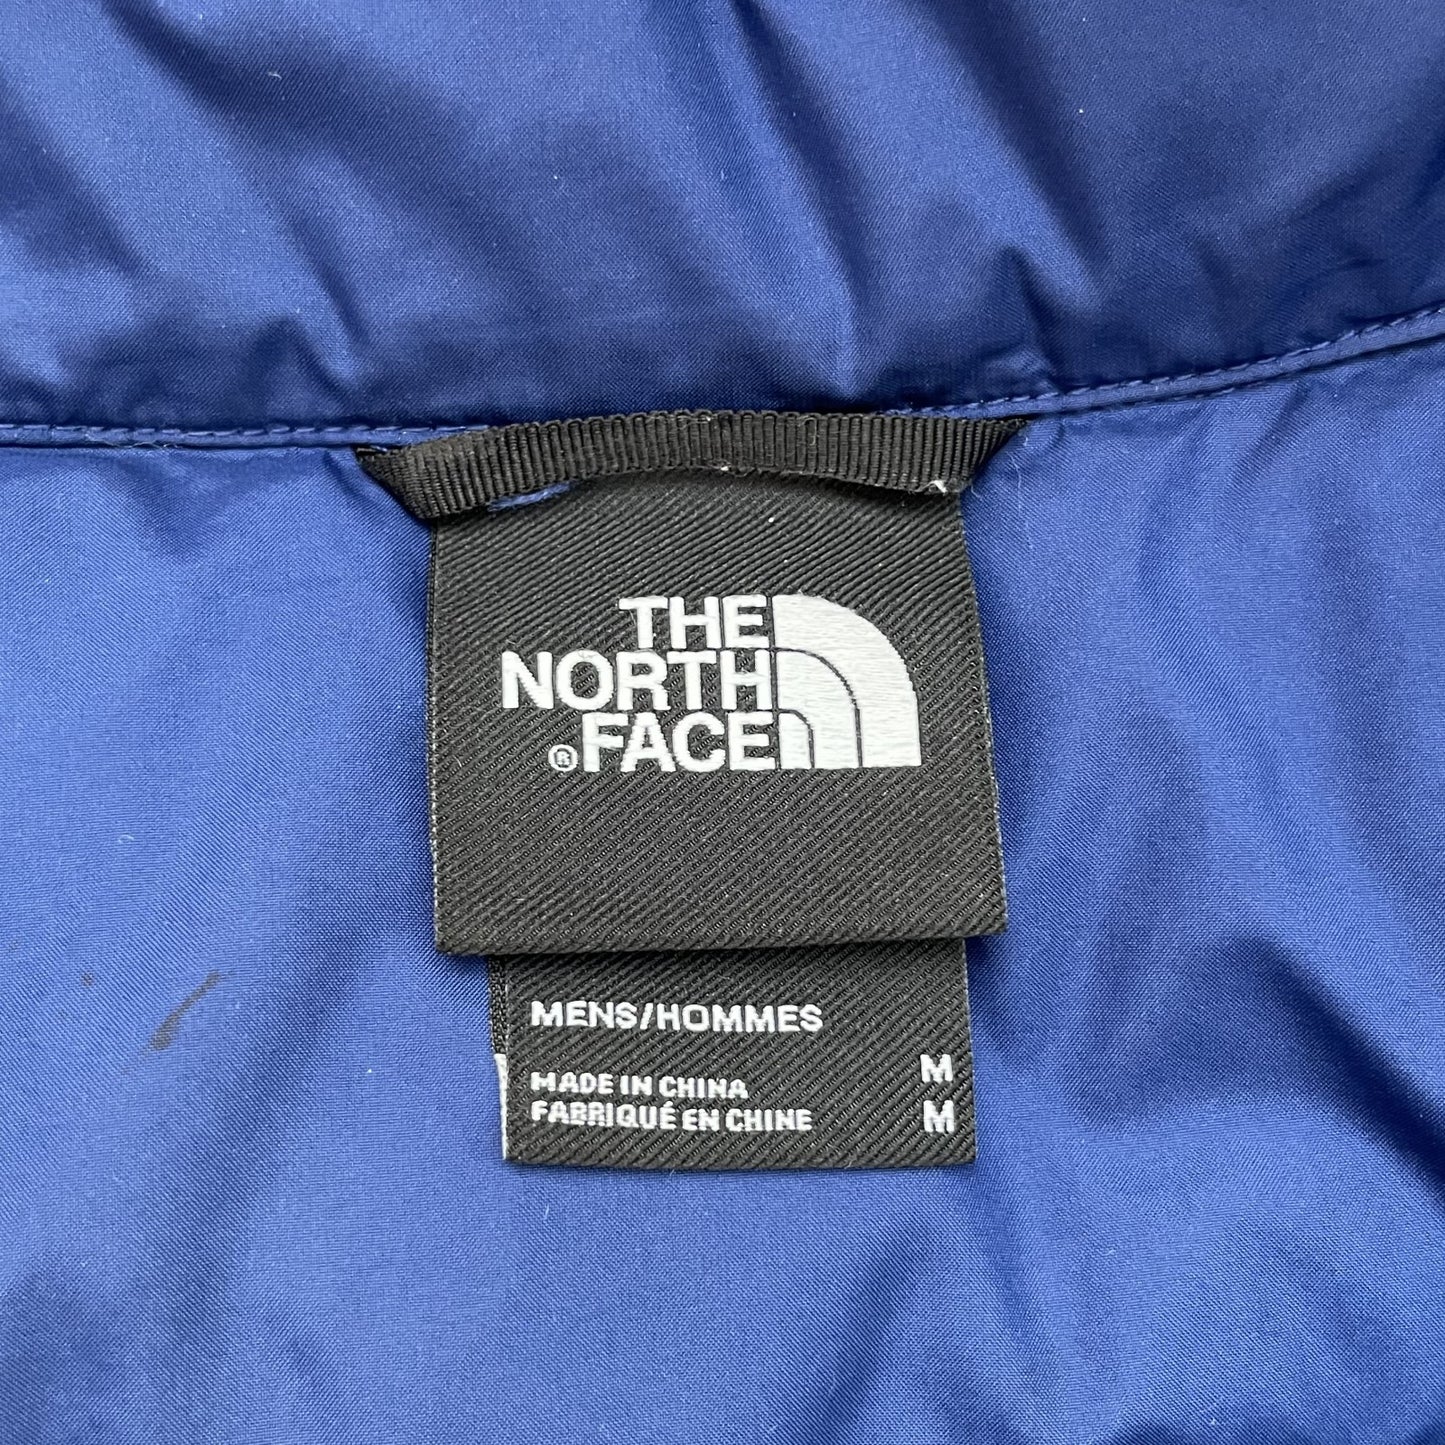 THE
NORTH
® FACE
MENS/HOMMES
M
MADE IN CHINA
FABRIQUÉ EN CHINE M